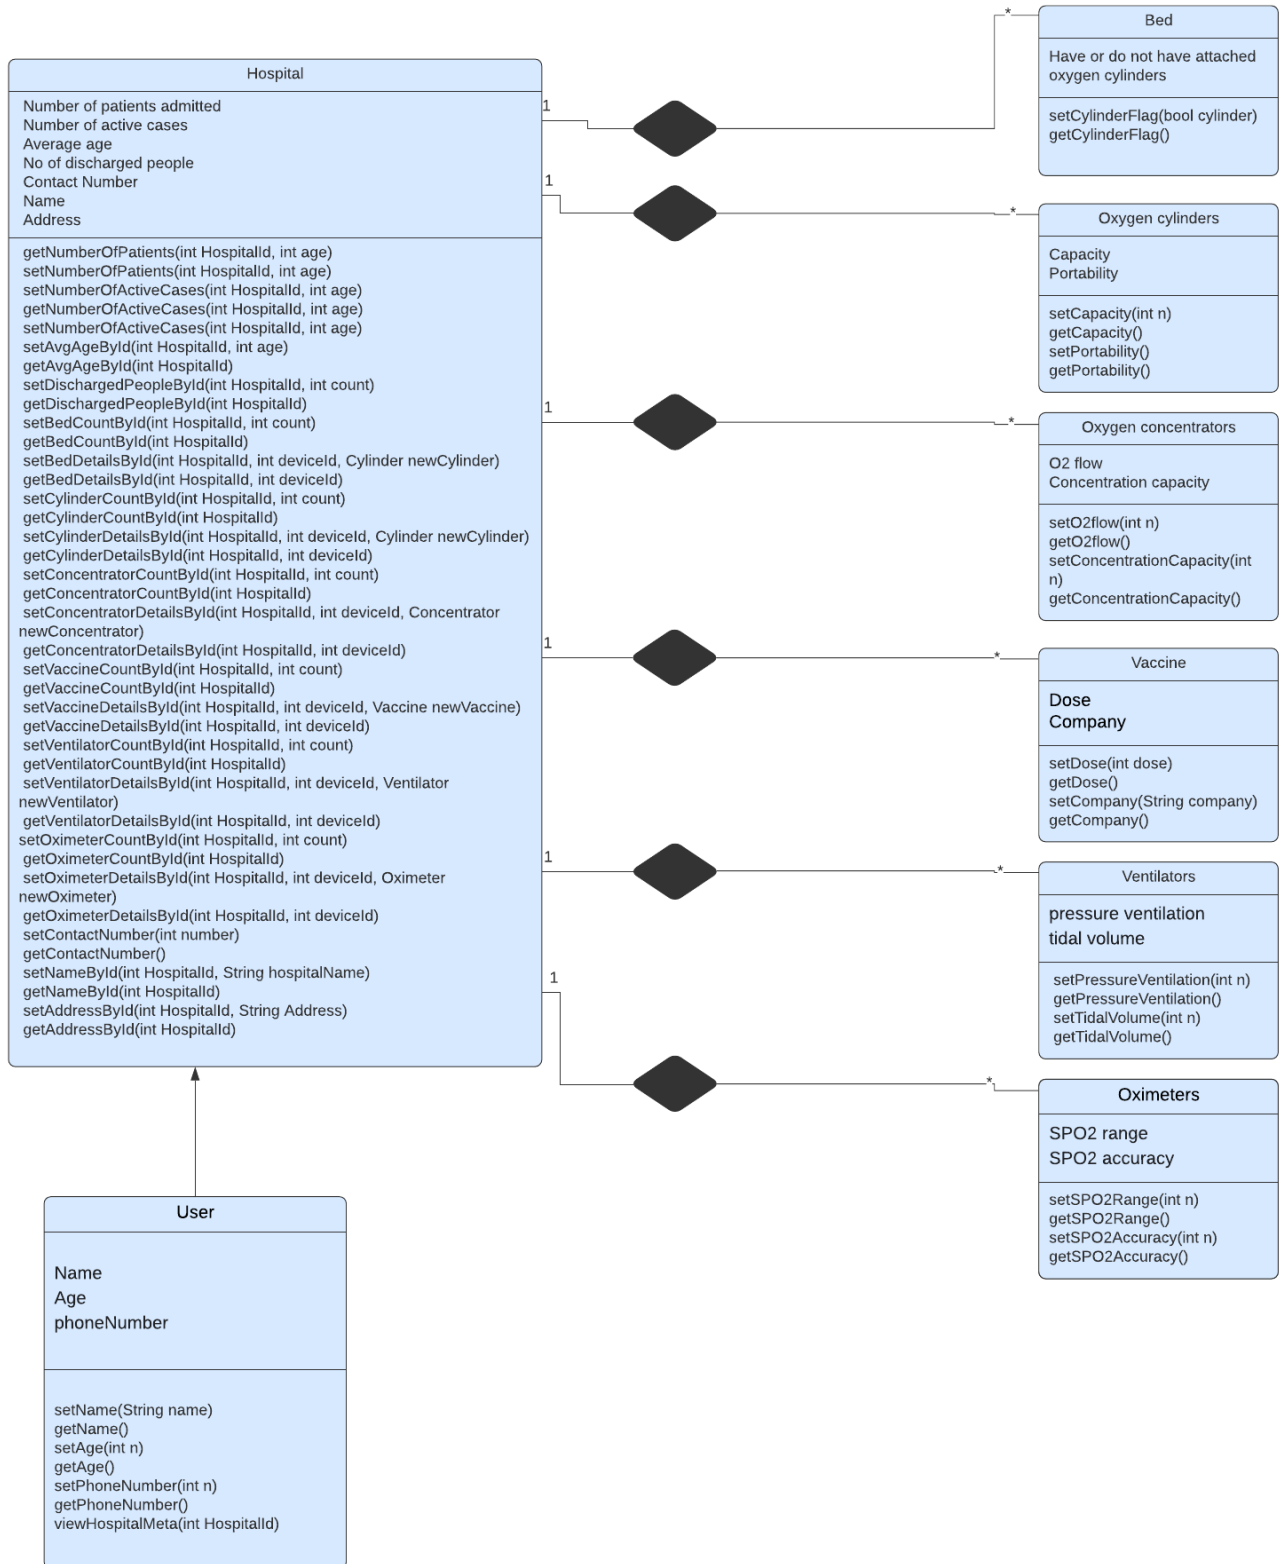 Hospital
Number of patients admitted
Number of active cases
Average age
No of discharged people
Contact Number
Name
Address
getNumberOfPatients(int HospitalId, int age)
setNumberOfPatients(int HospitalId, int age)
setNumberOfActiveCases(int HospitalId, int age)
getNumberOfActiveCases(int HospitalId, int age)
setNumberOfActiveCases(int HospitalId, int age)
setAvgAgeById(int HospitalId, int age)
getAvgAgeById(int HospitalId)
setDischargedPeopleById(int HospitalId, int count)
getDischargedPeopleById(int HospitalId)
setBedCountById(int HospitalId, int count)
getBedCountById(int HospitalId)
setBedDetailsById(int HospitalId, int deviceId, Cylinder newCylinder)
getBedDetailsById(int HospitalId, int deviceId)
setCylinderCountById(int HospitalId, int count)
getCylinderCountById(int HospitalId)
setCylinderDetailsById(int HospitalId, int deviceId, Cylinder newCylinder)
getCylinderDetailsById(int HospitalId, int deviceId)
setConcentratorCountById(int HospitalId, int count)
getConcentratorCountById(int HospitalId)
setConcentratorDetailsById(int HospitalId, int deviceId, Concentrator
newConcentrator)
getConcentratorDetailsById(int HospitalId, int deviceId)
setVaccineCountById(int HospitalId, int count)
getVaccineCountById(int HospitalId)
setVaccineDetailsById(int HospitalId, int deviceId, Vaccine newVaccine)
getVaccineDetailsById(int HospitalId, int deviceId)
setVentilatorCountById(int HospitalId, int count)
getVentilatorCountById(int HospitalId)
setVentilatorDetailsById(int HospitalId, int deviceId, Ventilator
newVentilator)
getVentilatorDetailsById(int HospitalId, int deviceId)
setOximeterCountById(int HospitalId, int count)
getOximeterCountById(int HospitalId)
setOximeterDetailsById(int HospitalId, int deviceId, Oximeter
newOximeter)
getOximeterDetailsById(int HospitalId, int deviceId)
setContactNumber(int number)
getContactNumber()
setNameById(int HospitalId, String hospitalName)
getNameById(int HospitalId)
setAddressById(int HospitalId, String Address)
getAddressById(int HospitalId)
1
*
Bed
Have or do not have attached
oxygen cylinders
setCylinderFlag(bool cylinder)
getCylinderFlag()
1
*
Oxygen cylinders
Capacity
Portability
setCapacity(int n)
getCapacity()
setPortability()
getPortability()
1
*
Oxygen concentrators
O2 flow
Concentration capacity
setO2flow(int n)
getO2flow()
setConcentrationCapacity(int
n)
getConcentrationCapacity()
1
*
Vaccine
Dose
Company
setDose(int dose)
getDose()
setCompany(String company)
getCompany()
1
*
Ventilators
pressure ventilation
tidal volume
setPressureVentilation(int n)
getPressureVentilation()
setTidalVolume(int n)
getTidalVolume()
1
*
Oximeters
SPO2 range
SPO2 accuracy
setSPO2Range(int n)
getSPO2Range()
setSPO2Accuracy(int n)
getSPO2Accuracy()
User
Name
Age
phoneNumber
setName(String name)
getName()
setAge(int n)
getAge()
setPhoneNumber(int n)
getPhoneNumber()
viewHospitalMeta(int HospitalId)